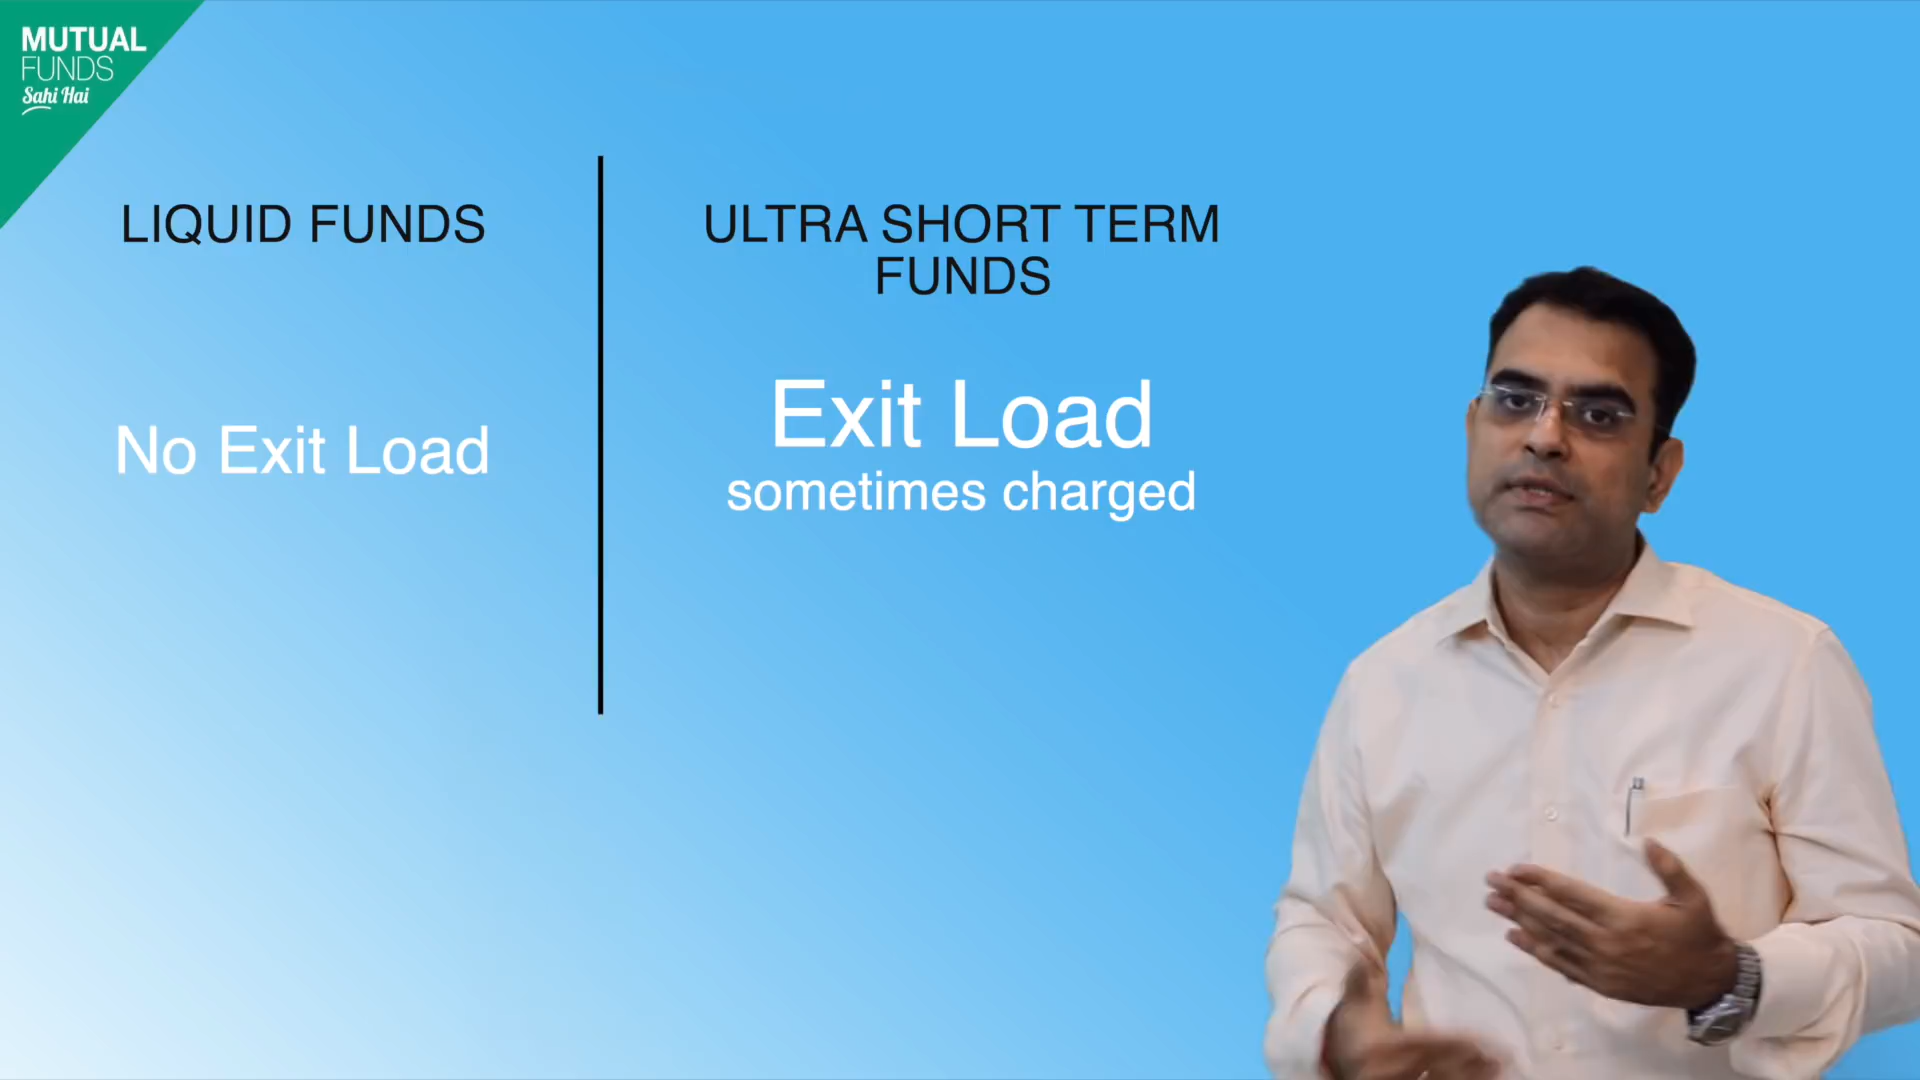 MUTUAL
FUNDS
Sahi Hai
LIQUID FUNDS
No Exit Load
ULTRA SHORT TERM
FUNDS
Exit Load
sometimes charged